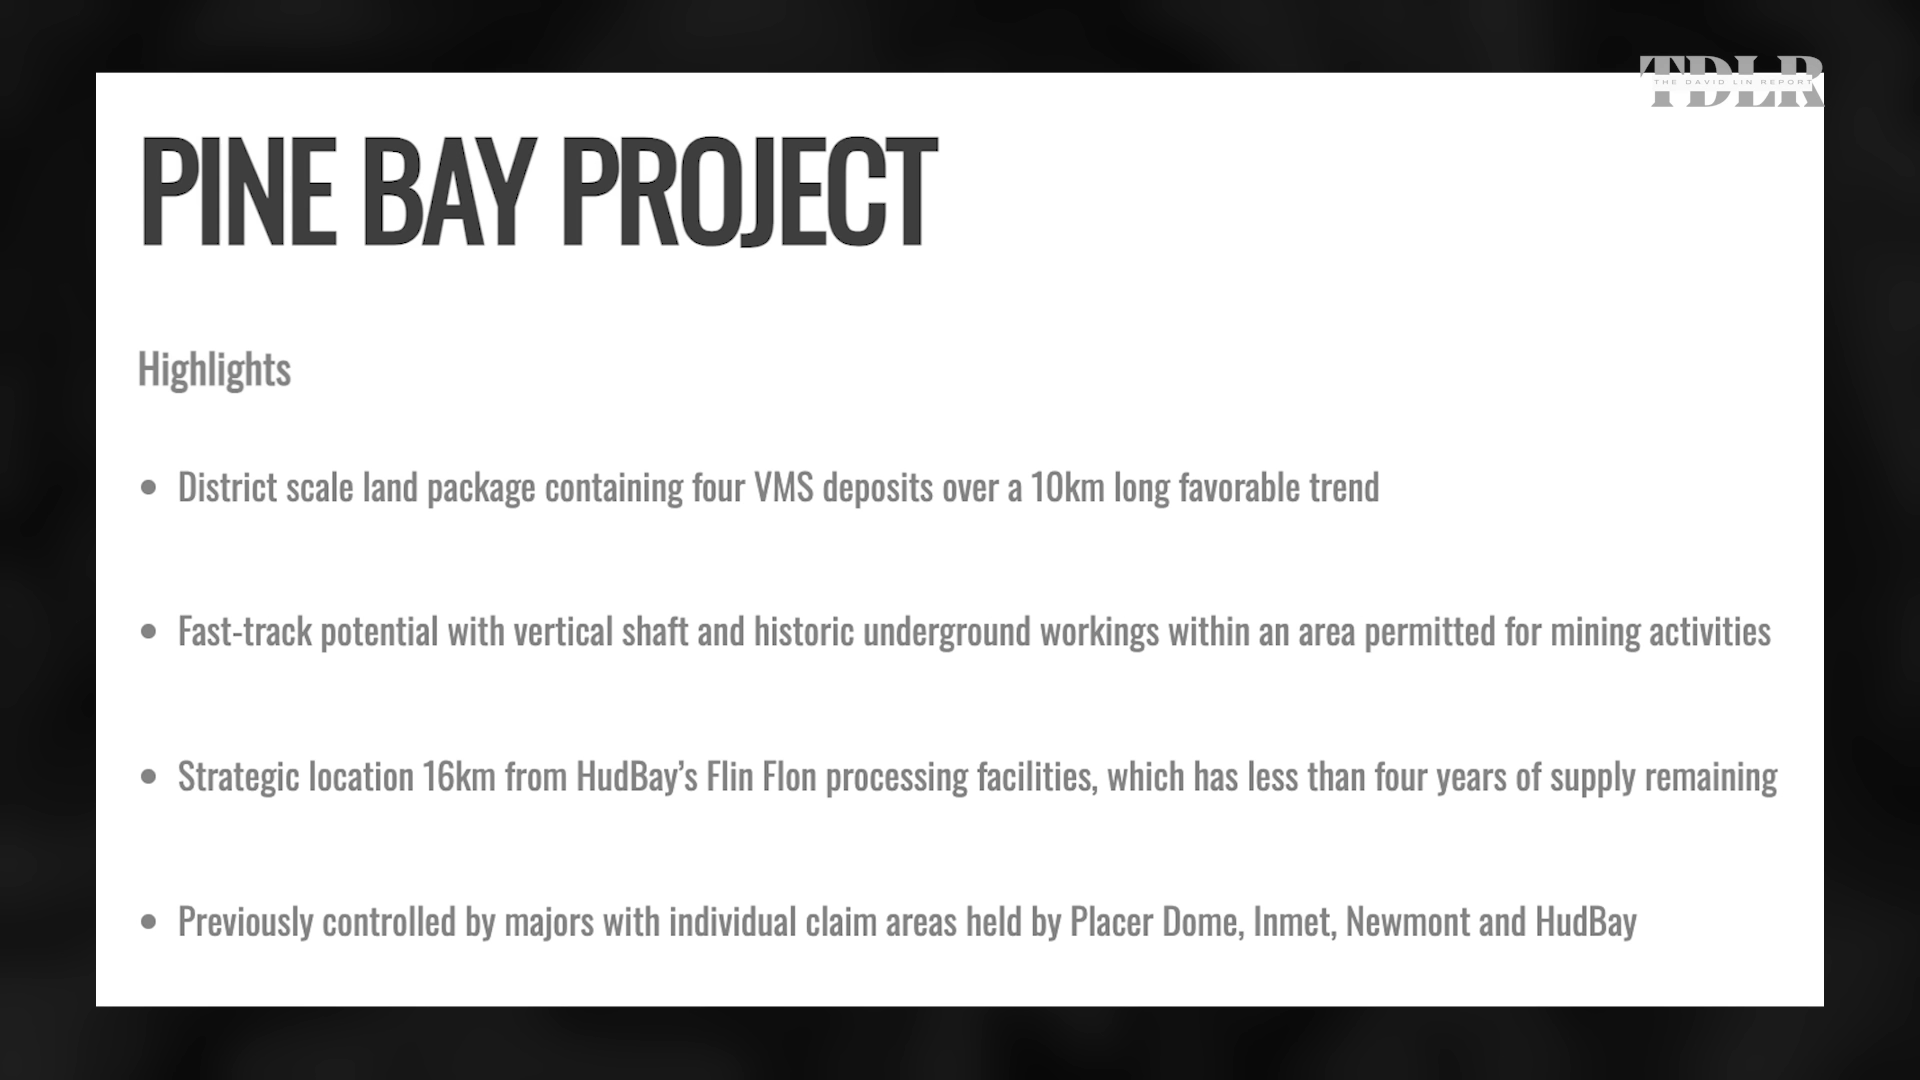 TDLR
THE DAVID LIN REPORT
PINE BAY PROJECT
Highlights
• District scale land package containing four VMS deposits over a 10km long favorable trend
• Fast-track potential with vertical shaft and historic underground workings within an area permitted for mining activities
• Strategic location 16km from HudBay’s Flin Flon processing facilities, which has less than four years of supply remaining
• Previously controlled by majors with individual claim areas held by Placer Dome, Inmet, Newmont and HudBay